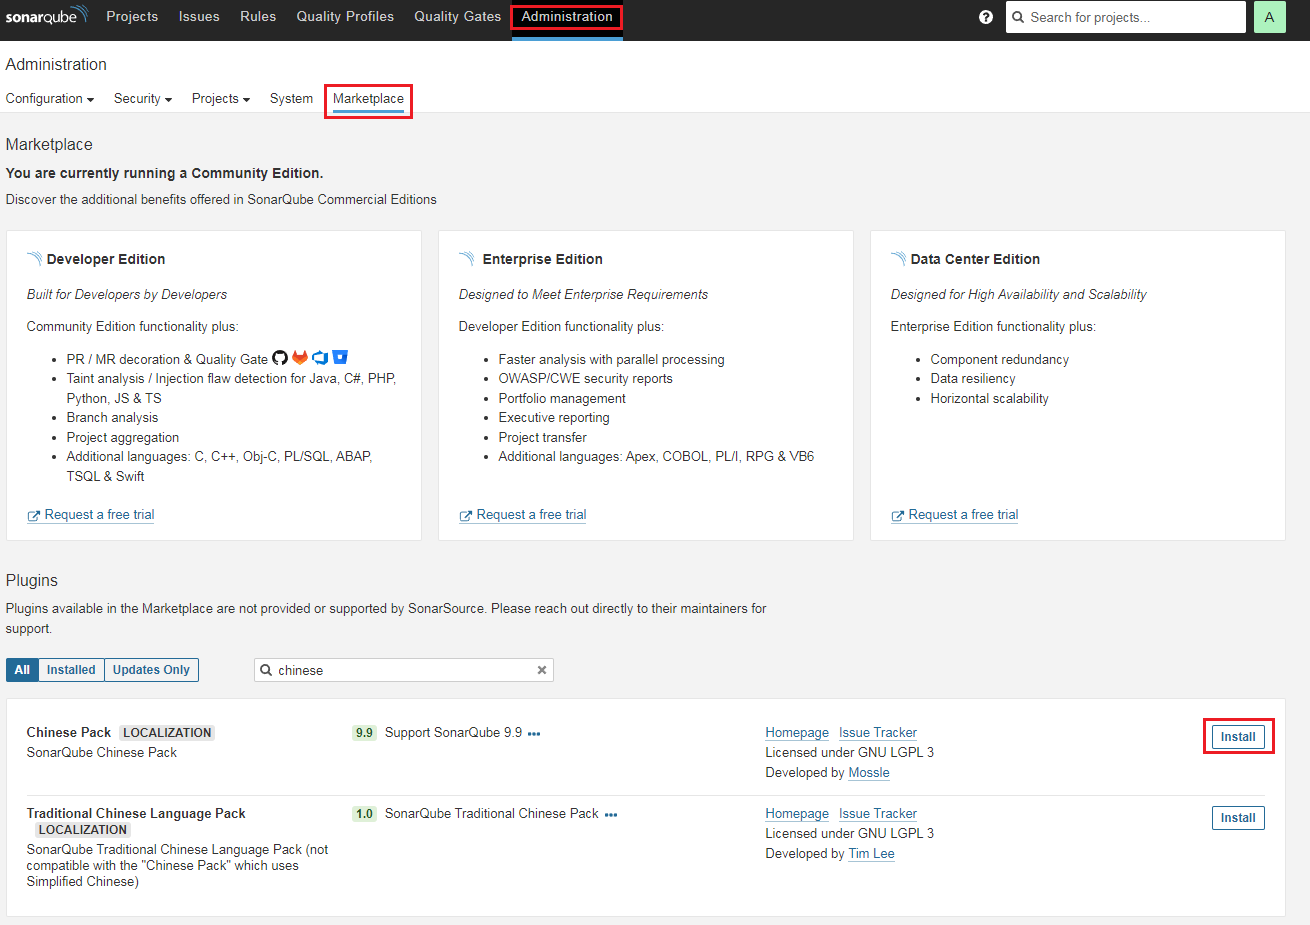 sonarqube Projects Issues Rules Quality Profiles Quality Gates Administration ? Search for projects... A
Administration
Configuration Security Projects System Marketplace
Marketplace
You are currently running a Community Edition.
Discover the additional benefits offered in SonarQube Commercial Editions
Developer Edition
Built for Developers by Developers
Community Edition functionality plus:
PR / MR decoration & Quality Gate
Taint analysis / Injection flaw detection for Java, C#, PHP,
Python, JS & TS
Branch analysis
Project aggregation
Additional languages: C, C++, Obj-C, PL/SQL, ABAP,
TSQL & Swift
Request a free trial
Enterprise Edition
Designed to Meet Enterprise Requirements
Developer Edition functionality plus:
Faster analysis with parallel processing
OWASP/CWE security reports
Portfolio management
Executive reporting
Project transfer
Additional languages: Apex, COBOL, PL/I, RPG & VB6
Request a free trial
Data Center Edition
Designed for High Availability and Scalability
Enterprise Edition functionality plus:
Component redundancy
Data resiliency
Horizontal scalability
Request a free trial
Plugins
Plugins available in the Marketplace are not provided or supported by SonarSource. Please reach out directly to their maintainers for
support.
All Installed Updates Only chinese
Chinese Pack LOCALIZATION
SonarQube Chinese Pack
9.9 Support SonarQube 9.9 •••
Homepage Issue Tracker
Licensed under GNU LGPL 3
Developed by Mossle
Install
Traditional Chinese Language Pack
LOCALIZATION
SonarQube Traditional Chinese Language Pack (not
compatible with the "Chinese Pack" which uses
Simplified Chinese)
1.0 SonarQube Traditional Chinese Pack •••
Homepage Issue Tracker
Licensed under GNU LGPL 3
Developed by Tim Lee
Install